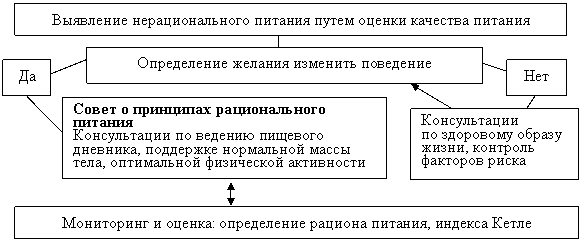 Выявление нерационального питания путем оценки качества питания
Определение желания изменить поведение
Да
Нет
Совет о принципах рационального
питания
Консультации по ведению пищевого
дневника, поддержке нормальной массы
тела, оптимальной физической активности
Консультации
по здоровому образу
жизни, контроль
факторов риска
Мониторинг и оценка: определение рациона питания, индекса Кетле